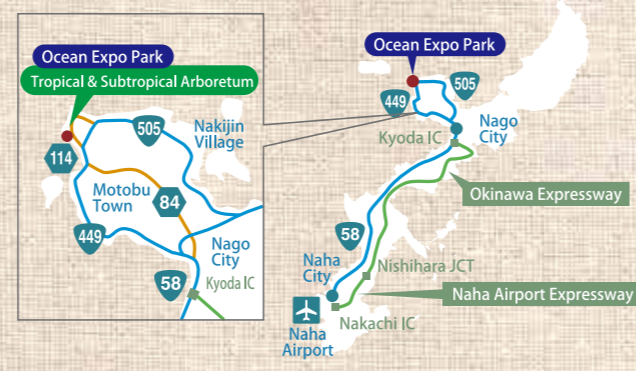 Ocean Expo Park
Tropical & Subtropical Arboretum
505
Nakijin
Village
114
Motobu
Town
84
449
Nago
City
58
Kyoda IC
Ocean Expo Park
505
449
Nago
City
Kyoda IC
Okinawa Expressway
58
Naha
City
Nishihara JCT
Naha Airport Expressway
Nakachi IC
Naha
Airport